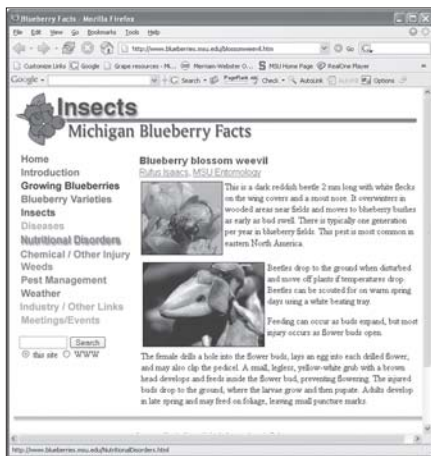 Blueberry Facts - Mozilla Firefox
File Edit View Go Bookmarks Tools Help
http://www.blueberries.msu.edu/blossomweevil.htm Go
Customize Links Google Grape resources - Mi... Merriam-Webster O... MSU Home Page RealOne Player
Google Search PageRank Check AutoLink Options
Insects
Michigan Blueberry Facts
Home
Introduction
Growing Blueberries
Blueberry Varieties
Insects
Diseases
Nutritional Disorders
Chemical / Other Injury
Weeds
Pest Management
Weather
Industry / Other Links
Meetings/Events
Search
this site WWW
Blueberry blossom weevil
Rufus Isaacs, MSU Entomology
This is a dark reddish beetle 2 mm long with white flecks
on the wing covers and a snout nose. It overwinters in
wooded areas near fields and moves to blueberry bushes
as early as bud swell. There is typically one generation
per year in blueberry fields. This pest is most common in
eastern North America.
Beetles drop to the ground when disturbed
and move off plants if temperatures drop.
Beetles can be scouted for on warm spring
days using a white beating tray.
Feeding can occur as buds expand, but most
injury occurs as flower buds open.
The female drills a hole into the flower buds, lays an egg into each drilled flower,
and may also clip the pedicel. A small, legless, yellow-white grub with a brown
head develops and feeds inside the flower bud, preventing flowering. The injured
buds drop to the ground, where the larvae grow and then pupate. Adults develop
in late spring and may feed on foliage, leaving small puncture marks.
http://www.blueberries.msu.edu/NutritionalDisorders.html